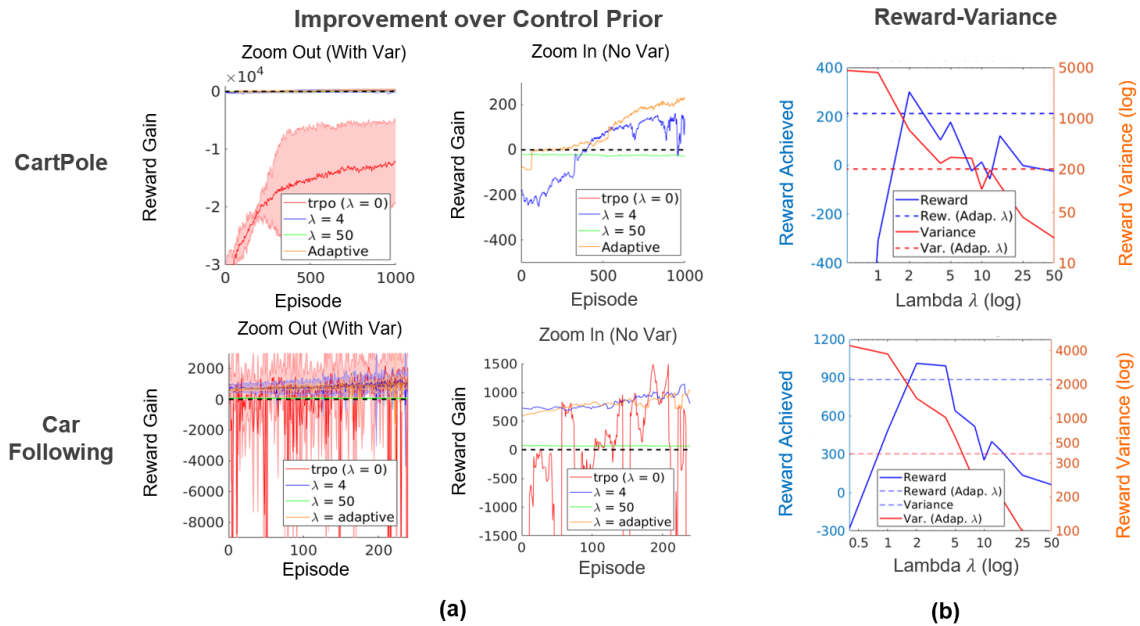 Improvement over Control Prior
Reward-Variance
CartPole
Zoom Out (With Var)
×10^4
0
-1
-2
-3
0
500
1000
Reward Gain
Episode
trpo (λ = 0)
λ = 4
λ = 50
Adaptive
Zoom In (No Var)
200
0
-200
-500
0
500
1000
Reward Gain
Episode
trpo (λ = 0)
λ = 4
λ = 50
Adaptive
400
300
200
100
0
-200
-400
5000
1000
200
50
10
1
2
5
10
25
50
Reward Achieved
Reward Variance (log)
Lambda λ (log)
Reward
Rew. (Adap. λ)
Variance
Var. (Adap. λ)
Car
Following
Zoom Out (With Var)
2000
0
-2000
-4000
-6000
-8000
0
100
200
Reward Gain
Episode
trpo (λ = 0)
λ = 4
λ = 50
λ = adaptive
Zoom In (No Var)
1500
1000
500
0
-500
-1000
-1500
0
100
200
Reward Gain
Episode
trpo (λ = 0)
λ = 4
λ = 50
λ = adaptive
1200
900
600
300
0
-300
4000
2000
1000
500
300
200
100
0.5
1
2
5
10
25
50
Reward Achieved
Reward Variance (log)
Lambda λ (log)
Reward
Reward (Adap. λ)
Variance
Var. (Adap. λ)
(a)
(b)